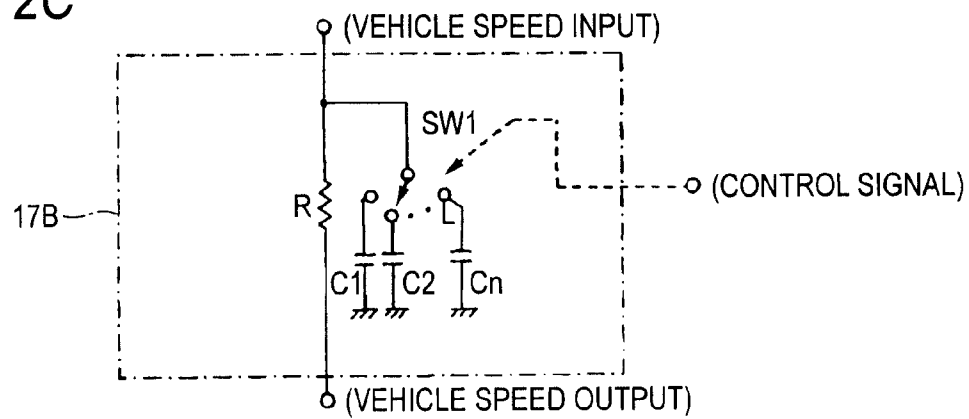 2C
(VEHICLE SPEED INPUT)
SW1
(CONTROL SIGNAL)
17B
R
C1 C2 Cn
(VEHICLE SPEED OUTPUT)